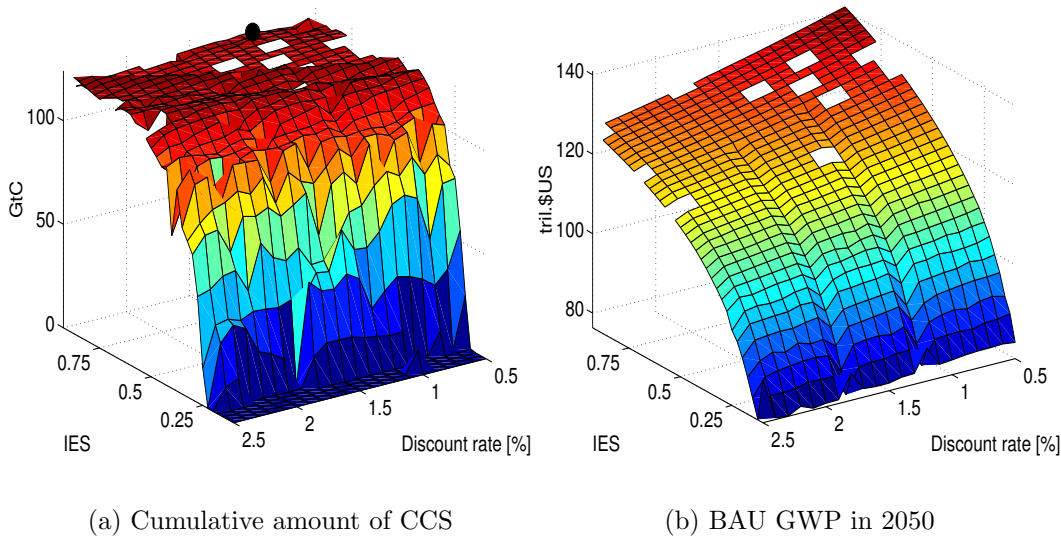 100
50
0
GtC
0.75
0.5
0.25
IES
2.5
2
1.5
1
0.5
Discount rate [%]
140
120
100
80
tril.$US
0.75
0.5
0.25
IES
2.5
2
1.5
1
0.5
Discount rate [%]
(a) Cumulative amount of CCS
(b) BAU GWP in 2050